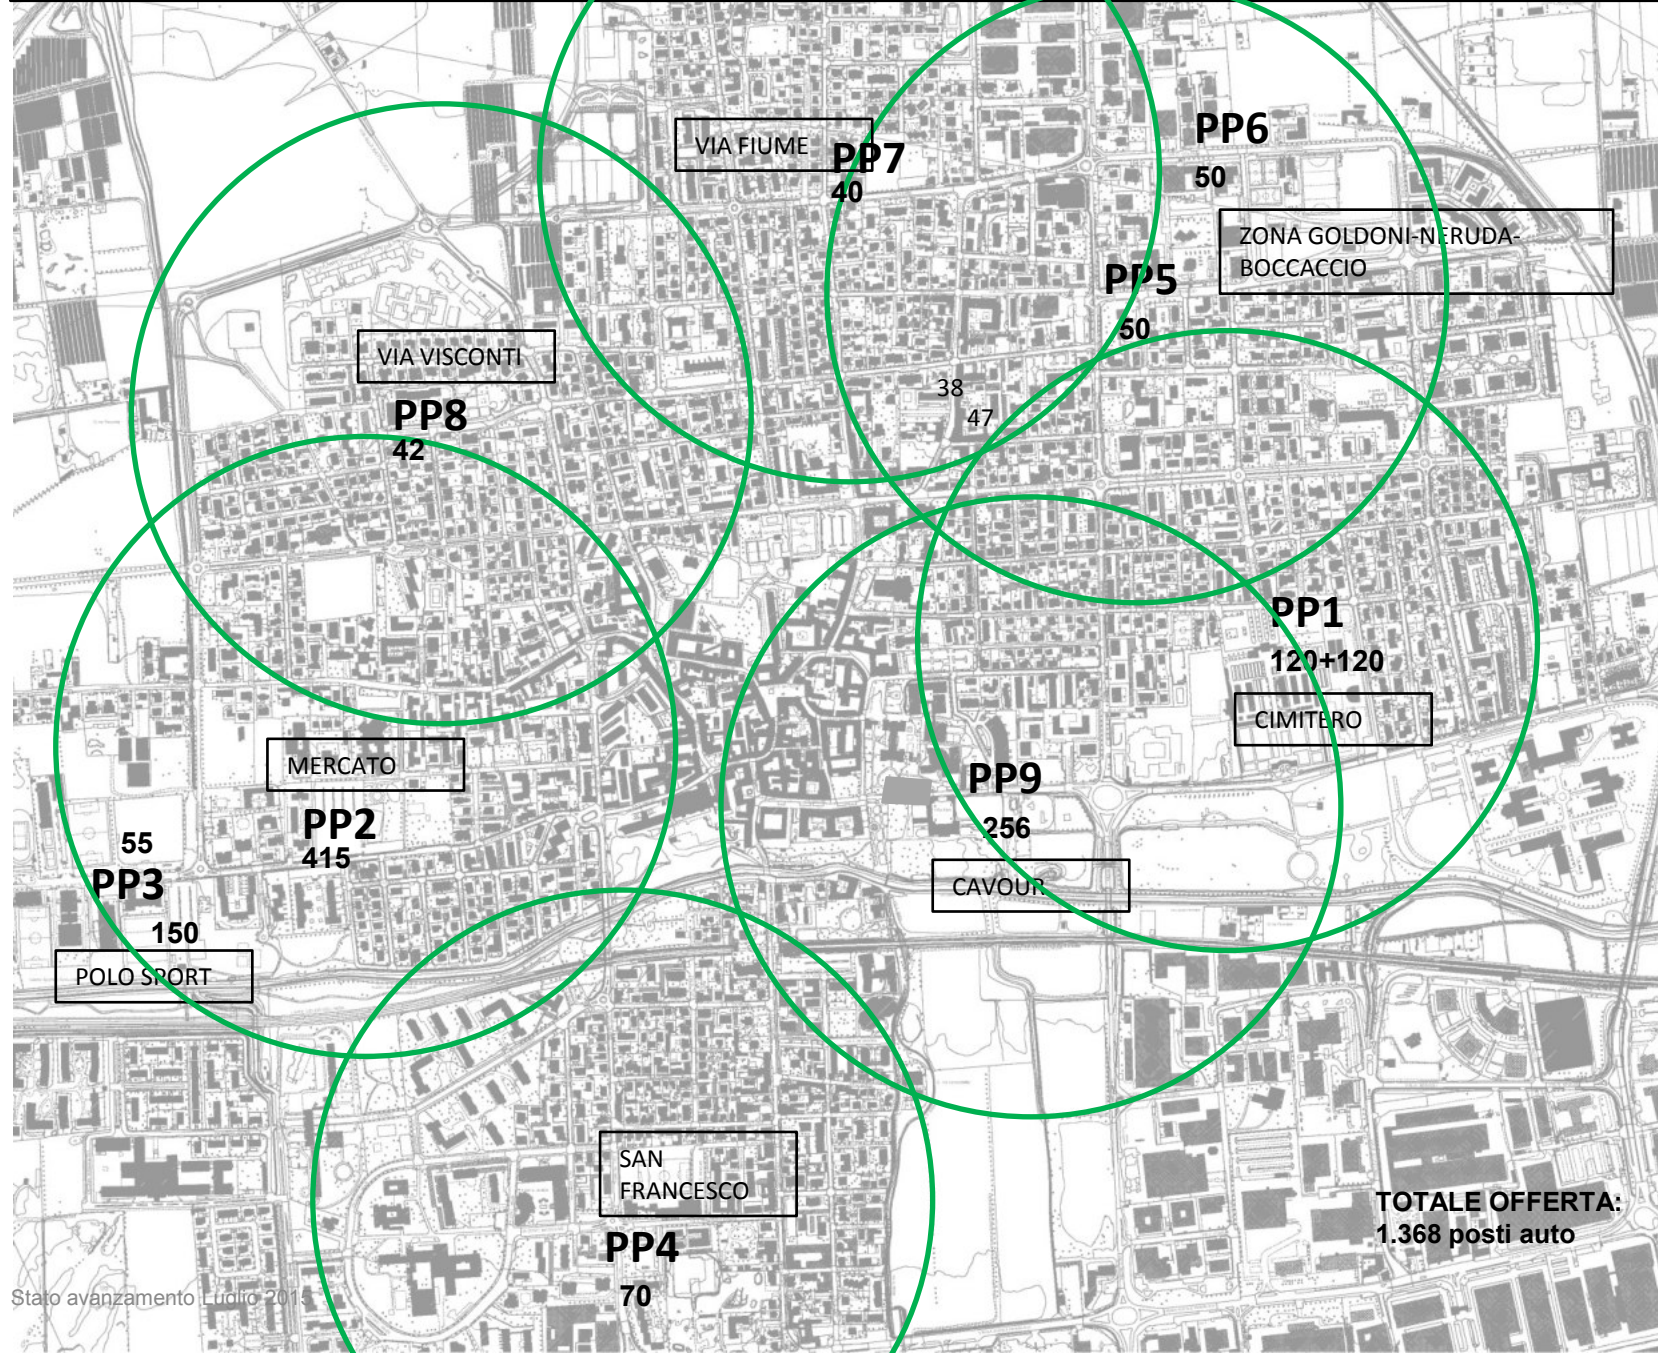 VIA FIUME
PP7
40
PP6
50
ZONA GOLDONI-NERUDA-
BOCCACCIO
PP5
50
VIA VISCONTI
PP8
42
38
47
PP1
120+120
CIMITERO
MERCATO
PP2
415
PP9
256
CAVOUR
55
PP3
150
POLO SPORT
SAN
FRANCESCO
PP4
70
TOTALE OFFERTA:
1.368 posti auto
Stato avanzamento Luglio 2015